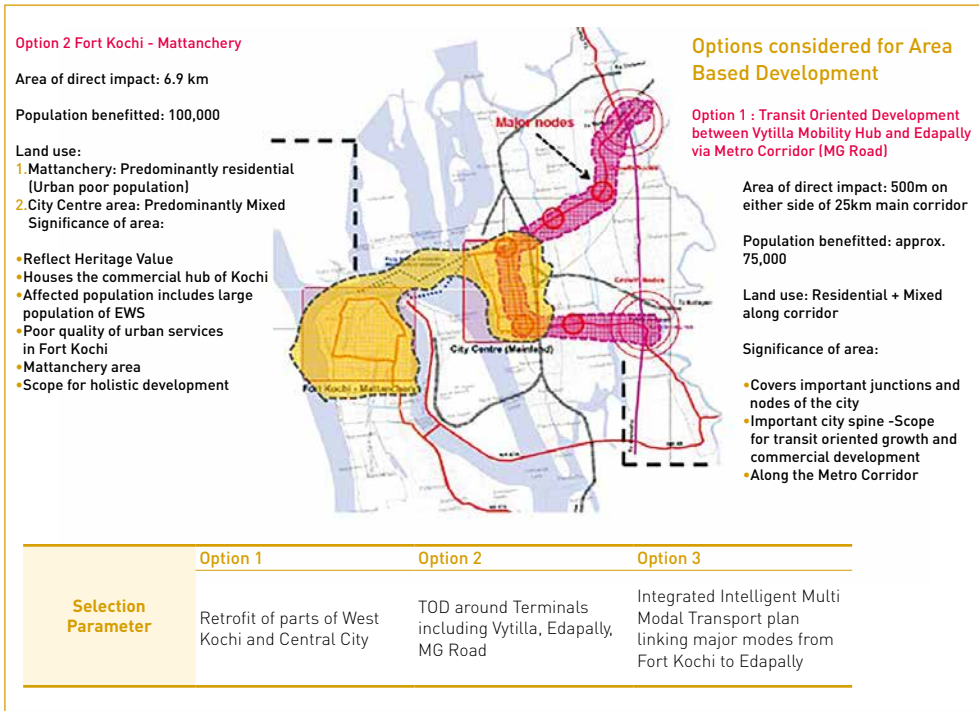 Option 2 Fort Kochi - Mattanchery
Area of direct impact: 6.9 km
Population benefitted: 100,000
Land use:
1.Mattanchery: Predominantly residential
(Urban poor population)
2.City Centre area: Predominantly Mixed
Significance of area:
•Reflect Heritage Value
•Houses the commercial hub of Kochi
•Affected population includes large
population of EWS
•Poor quality of urban services
in Fort Kochi
•Mattanchery area
•Scope for holistic development
Major nodes
City Centre (Mainland)
Fort Kochi - Mattanchery
Options considered for Area
Based Development
Option 1 : Transit Oriented Development
between Vytilla Mobility Hub and Edapally
via Metro Corridor (MG Road)
Area of direct impact: 500m on
either side of 25km main corridor
Population benefitted: approx.
75,000
Land use: Residential + Mixed
along corridor
Significance of area:
•Covers important junctions and
nodes of the city
•Important city spine -Scope
for transit oriented growth and
commercial development
•Along the Metro Corridor
Selection
Parameter
Option 1
Retrofit of parts of West
Kochi and Central City
Option 2
TOD around Terminals
including Vytilla, Edapally,
MG Road
Option 3
Integrated Intelligent Multi
Modal Transport plan
linking major modes from
Fort Kochi to Edapally